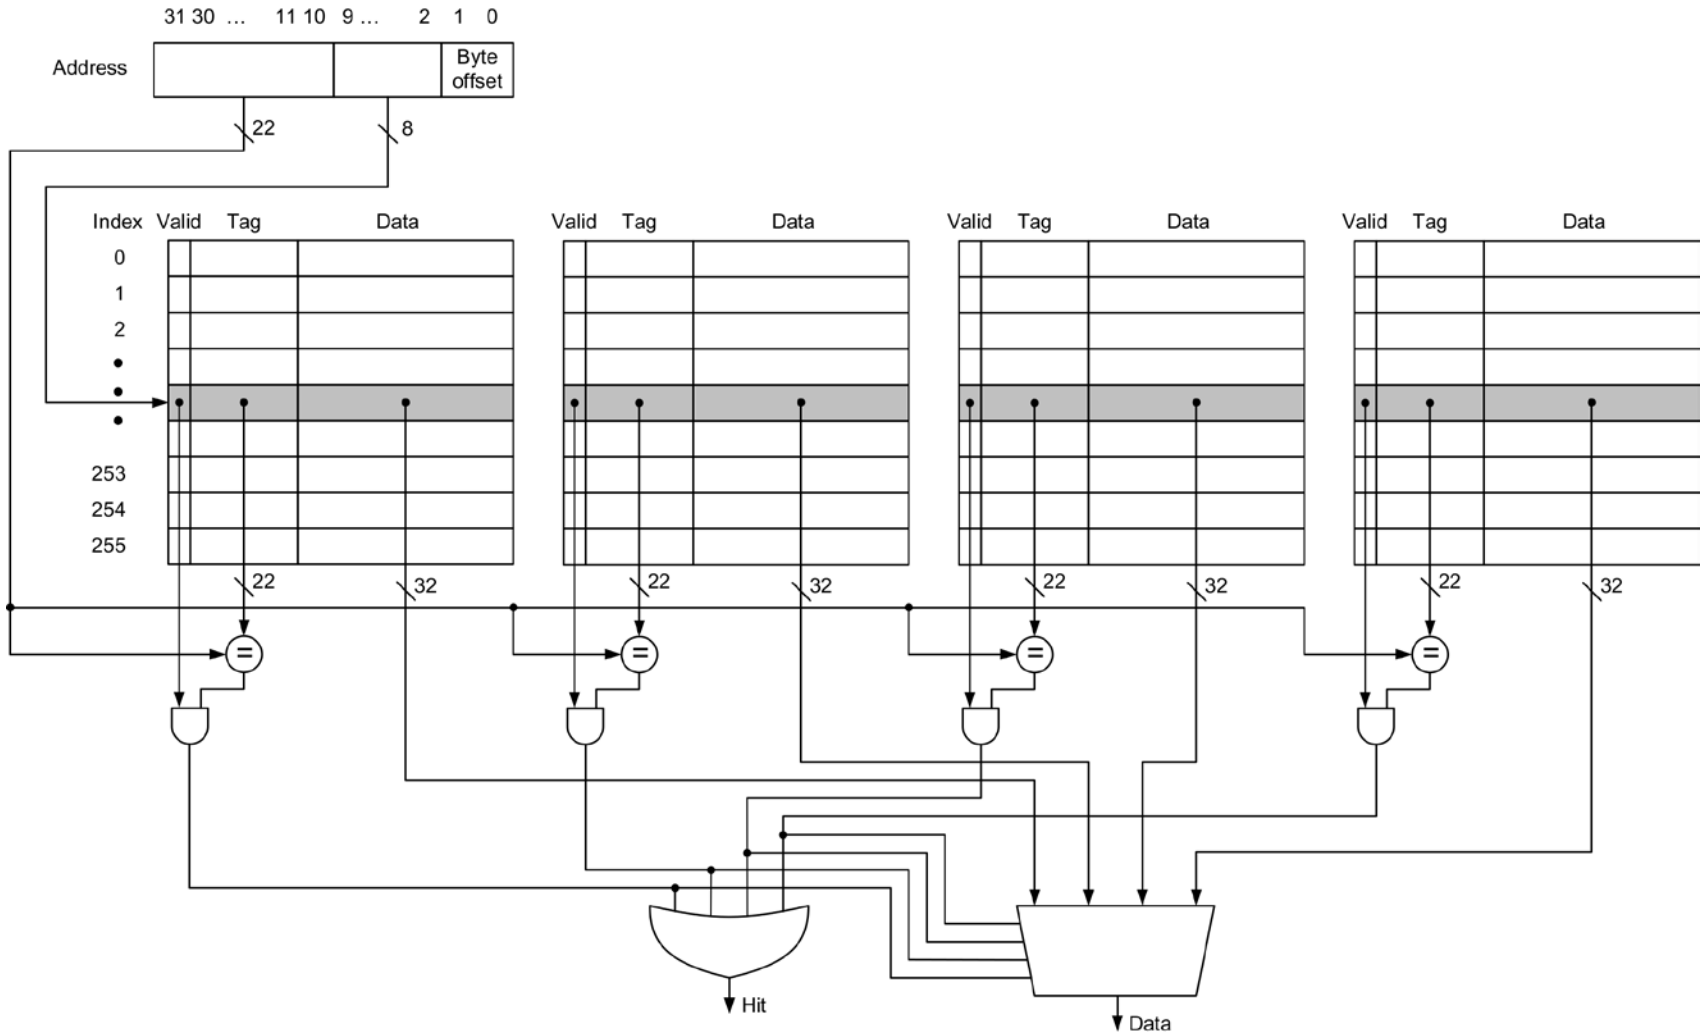 31 30 ... 11 10 9 ... 2 1 0
Address
Byte
offset
22
8
Index Valid Tag Data
Valid Tag Data
Valid Tag Data
Valid Tag Data
0
1
2
253
254
255
22 32
22 32
22 32
22 32
= = = =
Hit
Data